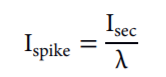 I_spike = I_sec / λ